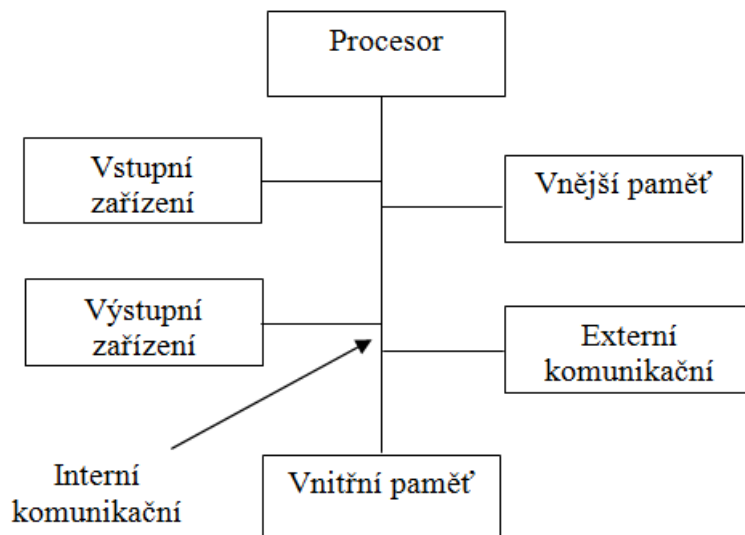 Procesor
Vstupní
zařízení
Vnější paměť
Výstupní
zařízení
Externí
komunikační
Interní
komunikační
Vnitřní paměť